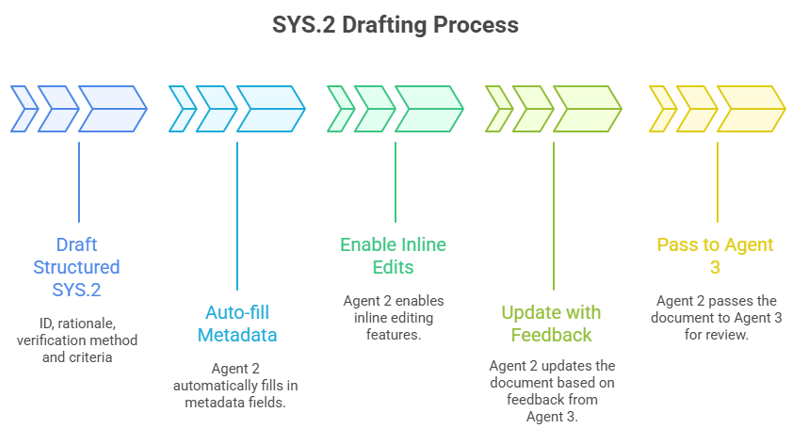 SYS.2 Drafting Process
Draft
Structured
SYS.2
ID, rationale,
verification method
and criteria
Auto-fill
Metadata
Agent 2
automatically fills in
metadata fields.
Enable Inline
Edits
Agent 2 enables
inline editing
features.
Update with
Feedback
Agent 2 updates the
document based on
feedback from
Agent 3.
Pass to Agent
3
Agent 2 passes the
document to Agent 3
for review.